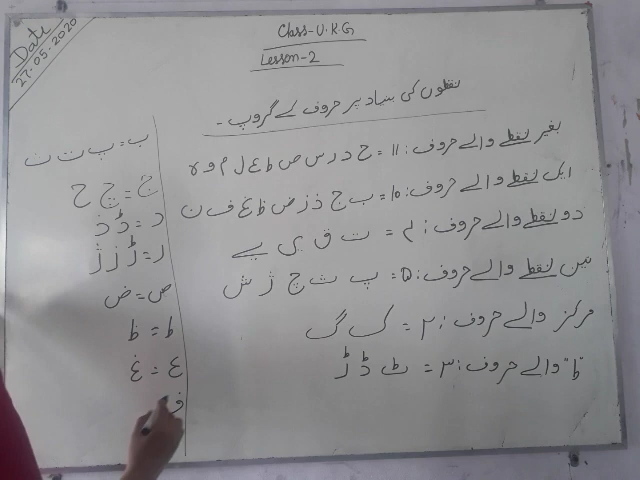 Date
27.05.2020
Class-U.K.G
Lesson-2
نقطوں کی بنیاد پر حروف کے گروپ -
بغیر نقطے والے حروف: ۱۱ = ح د ر س ص ط ع ل م و ہ
ایک نقطے والے حروف: ۱۰ = ب ج خ ذ ز ض ظ غ ف ن
دو نقطے والے حروف: ۴ = ت ق ی ے
تین نقطے والے حروف: ۵ = پ ث چ ژ ش
مرکز والے حروف: ۲ = ک گ
"ط" والے حروف: ۳ = ٹ ڈ ڑ
ب = پ ت ث
ج = چ ح
د = ڈ ذ
ر = ڑ ز ژ
ص = ض
ط = ظ
ع = غ
ف